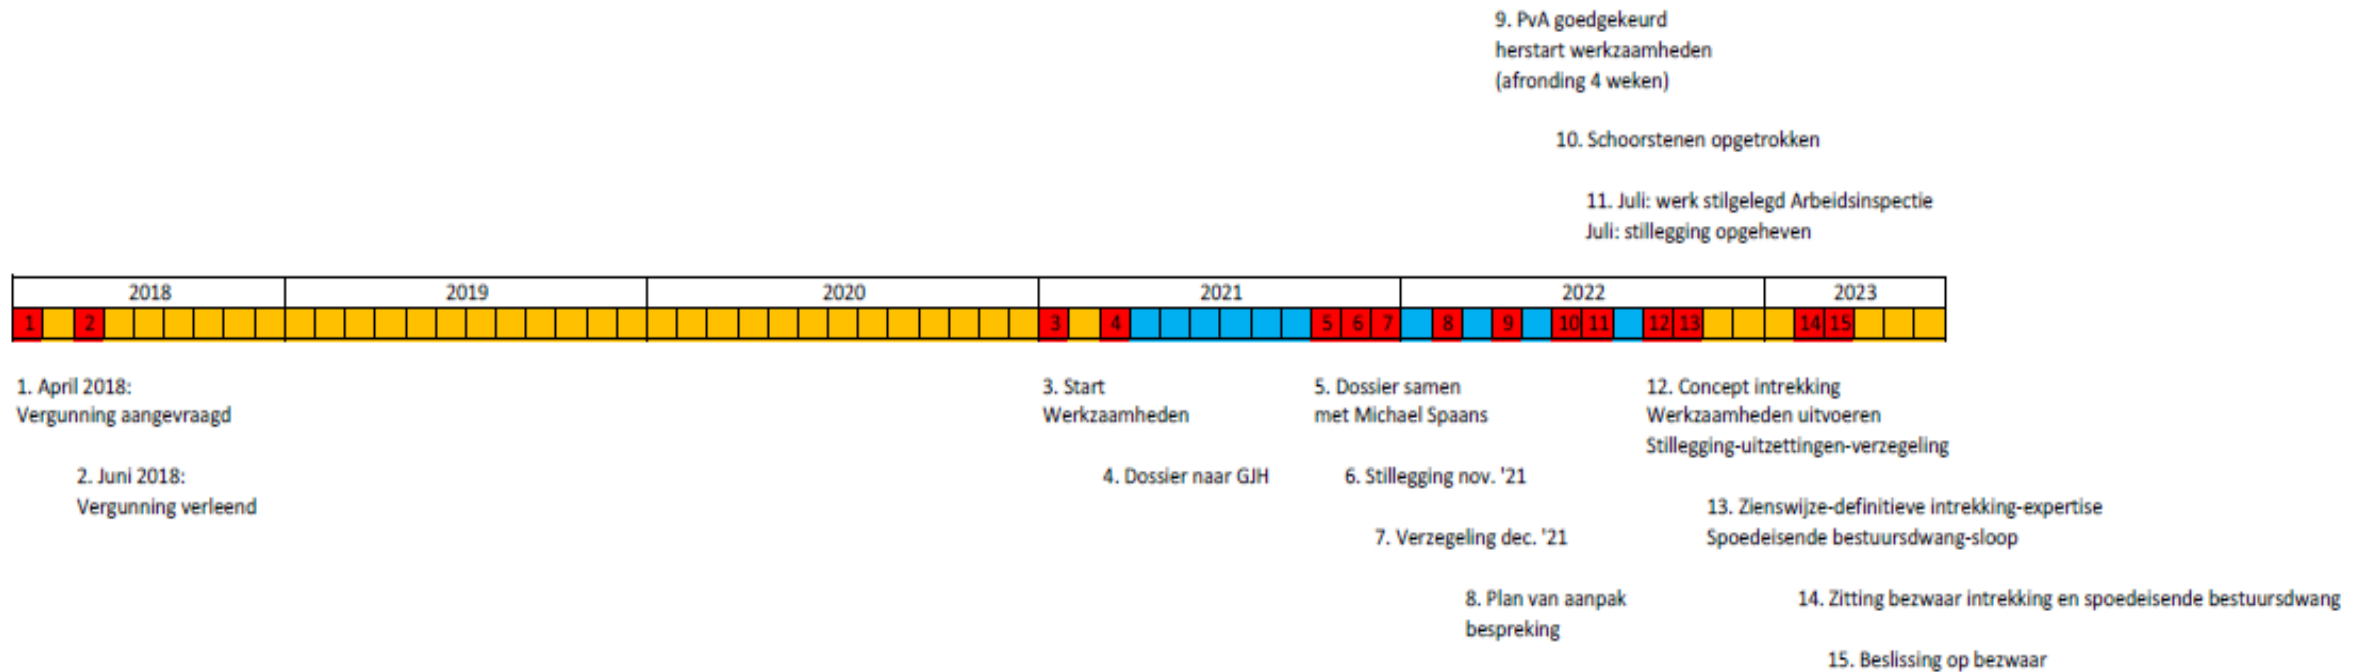 9. PvA goedgekeurd
herstart werkzaamheden
(afronding 4 weken)
10. Schoorstenen opgetrokken
11. Juli: werk stilgelegd Arbeidsinspectie
Juli: stillegging opgeheven
2018 2019 2020 2021 2022 2023
1 2 3 4 5 6 7 8 9 10 11 12 13 14 15
1. April 2018:
Vergunning aangevraagd
2. Juni 2018:
Vergunning verleend
3. Start
Werkzaamheden
4. Dossier naar GJH
5. Dossier samen
met Michael Spaans
6. Stillegging nov. '21
7. Verzegeling dec. '21
8. Plan van aanpak
bespreking
12. Concept intrekking
Werkzaamheden uitvoeren
Stillegging-uitzettingen-verzegeling
13. Zienswijze-definitieve intrekking-expertise
Spoedeisende bestuursdwang-sloop
14. Zitting bezwaar intrekking en spoedeisende bestuursdwang
15. Beslissing op bezwaar